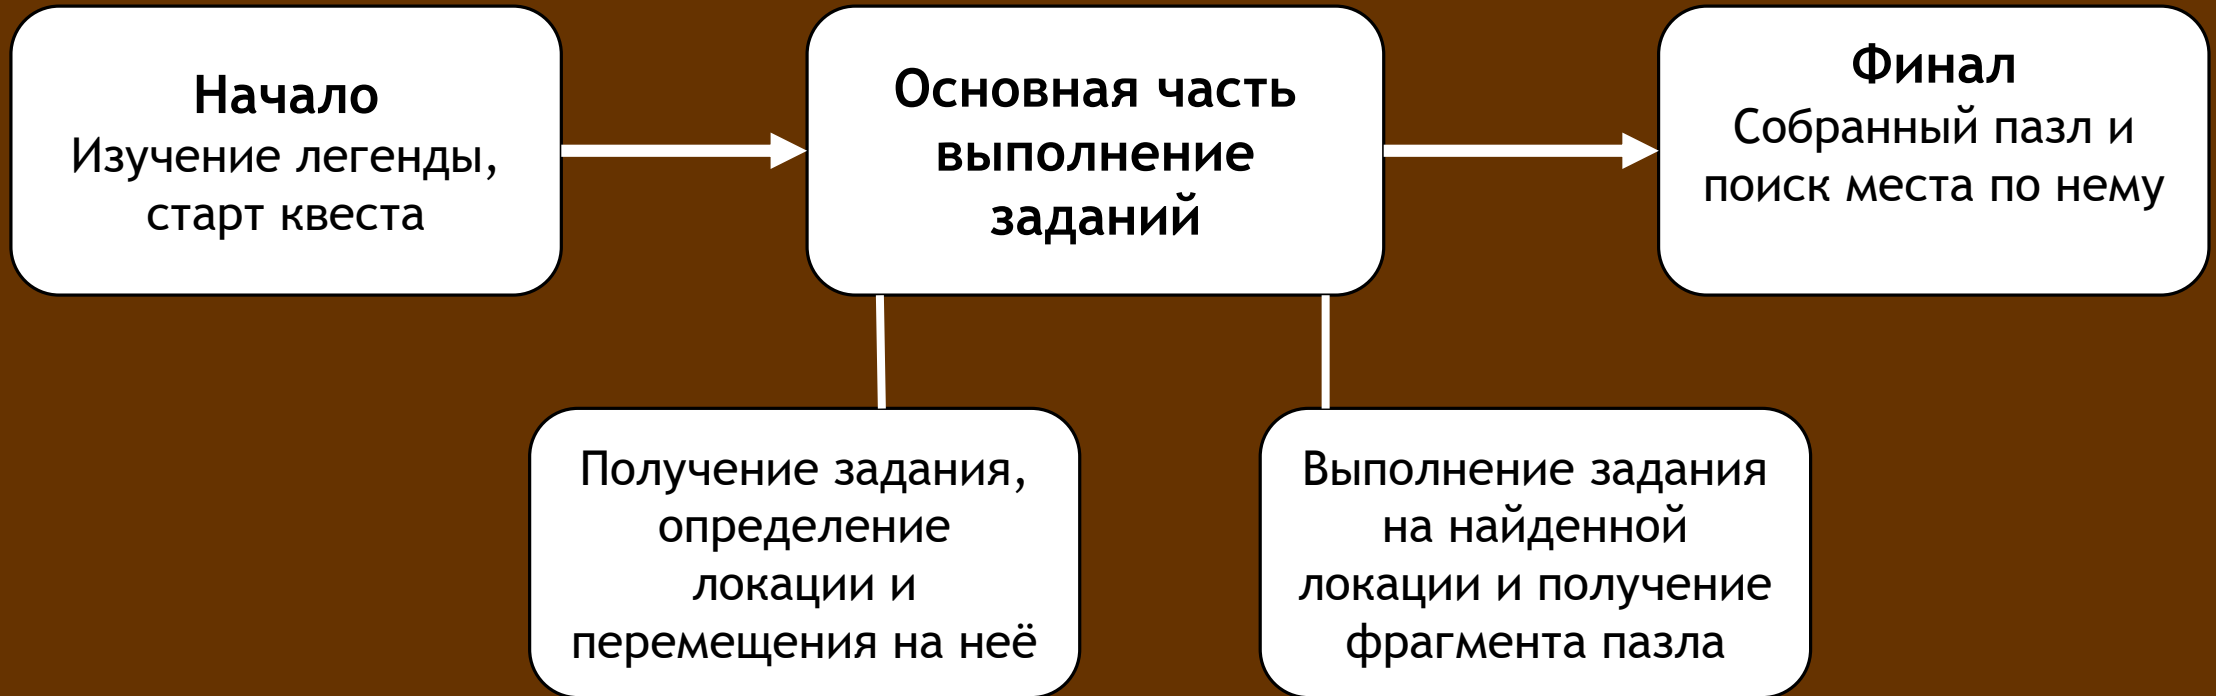 Начало
Изучение легенды,
старт квеста
Основная часть
выполнение
заданий
Финал
Собранный пазл и
поиск места по нему
Получение задания,
определение
локации и
перемещения на неё
Выполнение задания
на найденной
локации и получение
фрагмента пазла